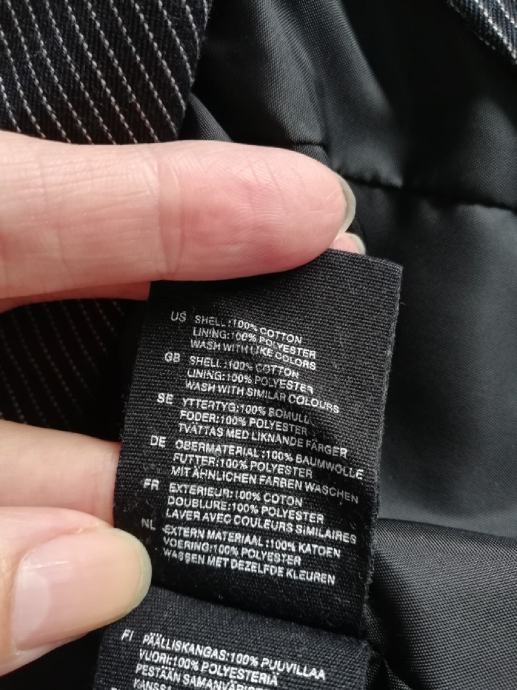 US SHELL:100% COTTON
LINING:100% POLYESTER
WASH WITH LIKE COLORS
GB SHELL:100% COTTON
LINING:100% POLYESTER
WASH WITH SIMILAR COLOURS
SE YTTERTYG:100% BOMULL
FODER:100% POLYESTER
TVÄTTAS MED LIKNANDE FÄRGER
DE OBERMATERIAL:100% BAUMWOLLE
FUTTER:100% POLYESTER
MIT ÄHNLICHEN FARBEN WASCHEN
FR EXTÉRIEUR:100% COTON
DOUBLURE:100% POLYESTER
LAVER AVEC COULEURS SIMILAIRES
NL EXTERN MATERIAAL:100% KATOEN
VOERING:100% POLYESTER
WASSEN MET DEZELFDE KLEUREN
FI PÄÄLLISKANGAS:100% PUUVILLAA
VUORI:100% POLYESTERIÄ
PESTÄÄN SAMANVÄRISTEN